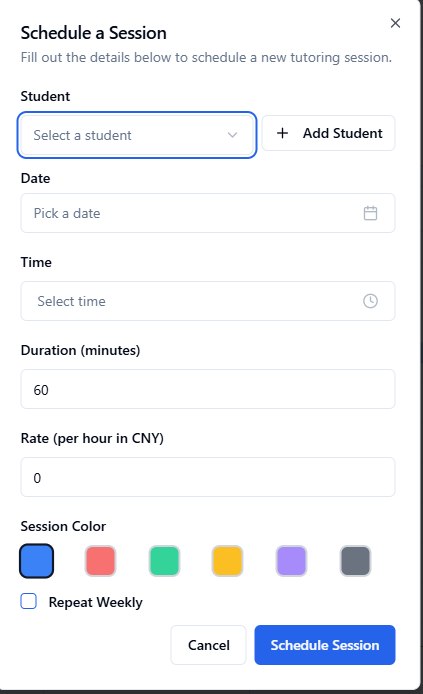 Schedule a Session
Fill out the details below to schedule a new tutoring session.
Student
Select a student
Add Student
Date
Pick a date
Time
Select time
Duration (minutes)
60
Rate (per hour in CNY)
0
Session Color
Repeat Weekly
Cancel
Schedule Session